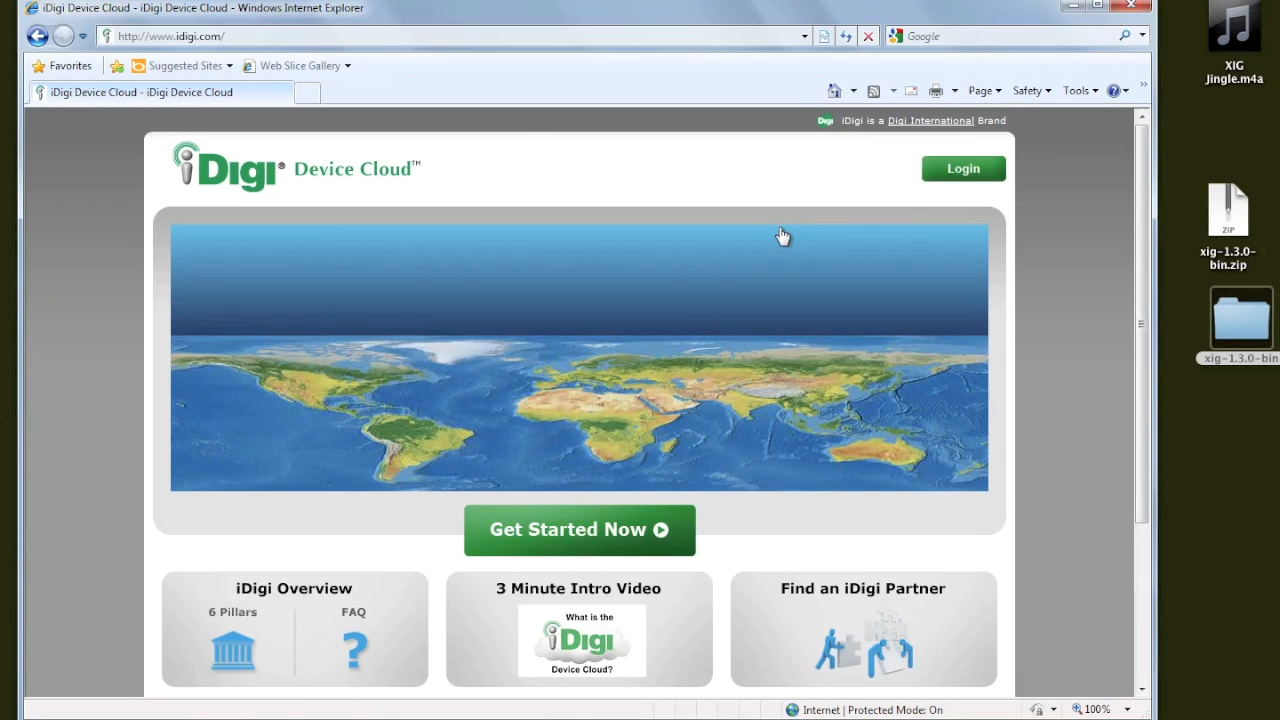 iDigi Device Cloud - iDigi Device Cloud - Windows Internet Explorer
http://www.idigi.com/
Google
Favorites
Suggested Sites
Web Slice Gallery
iDigi Device Cloud - iDigi Device Cloud
Page
Safety
Tools
Digi iDigi is a Digi International Brand
iDigi® Device Cloud™
Login
Get Started Now
iDigi Overview
6 Pillars
FAQ
?
3 Minute Intro Video
What is the
iDigi
Device Cloud?
Find an iDigi Partner
Internet | Protected Mode: On
100%
XIG
Jingle.m4a
ZIP
xig-1.3.0-
bin.zip
xig-1.3.0-bin